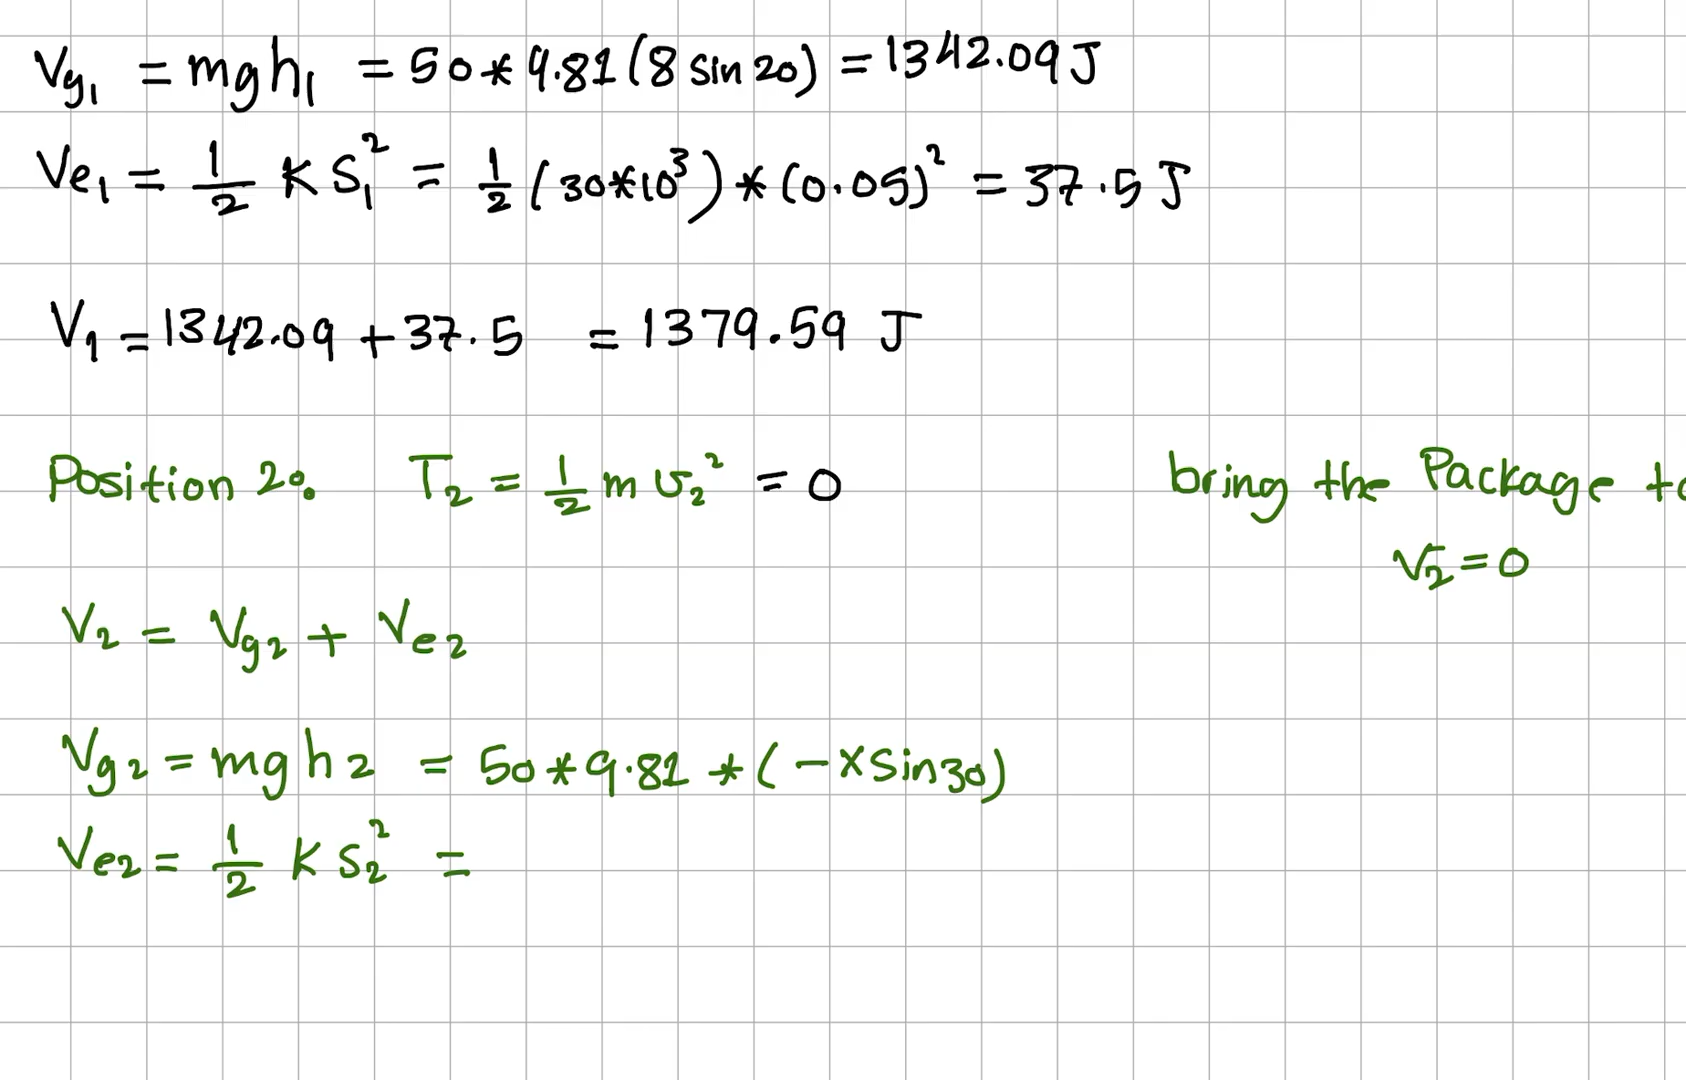 Vg₁ = mgh₁ = 50*9.81(8 sin 20) = 1342.09 J
Ve₁ = 1/2 K S₁² = 1/2 (30*10³)*(0.05)² = 37.5 J
V₁ = 1342.09 + 37.5 = 1379.59 J
Position 2: T₂ = 1/2 m v₂² = 0 bring the Package to
v₂ = 0
V₂ = Vg₂ + Ve₂
Vg₂ = mgh₂ = 50*9.81*(-x sin 30)
Ve₂ = 1/2 K S₂² =